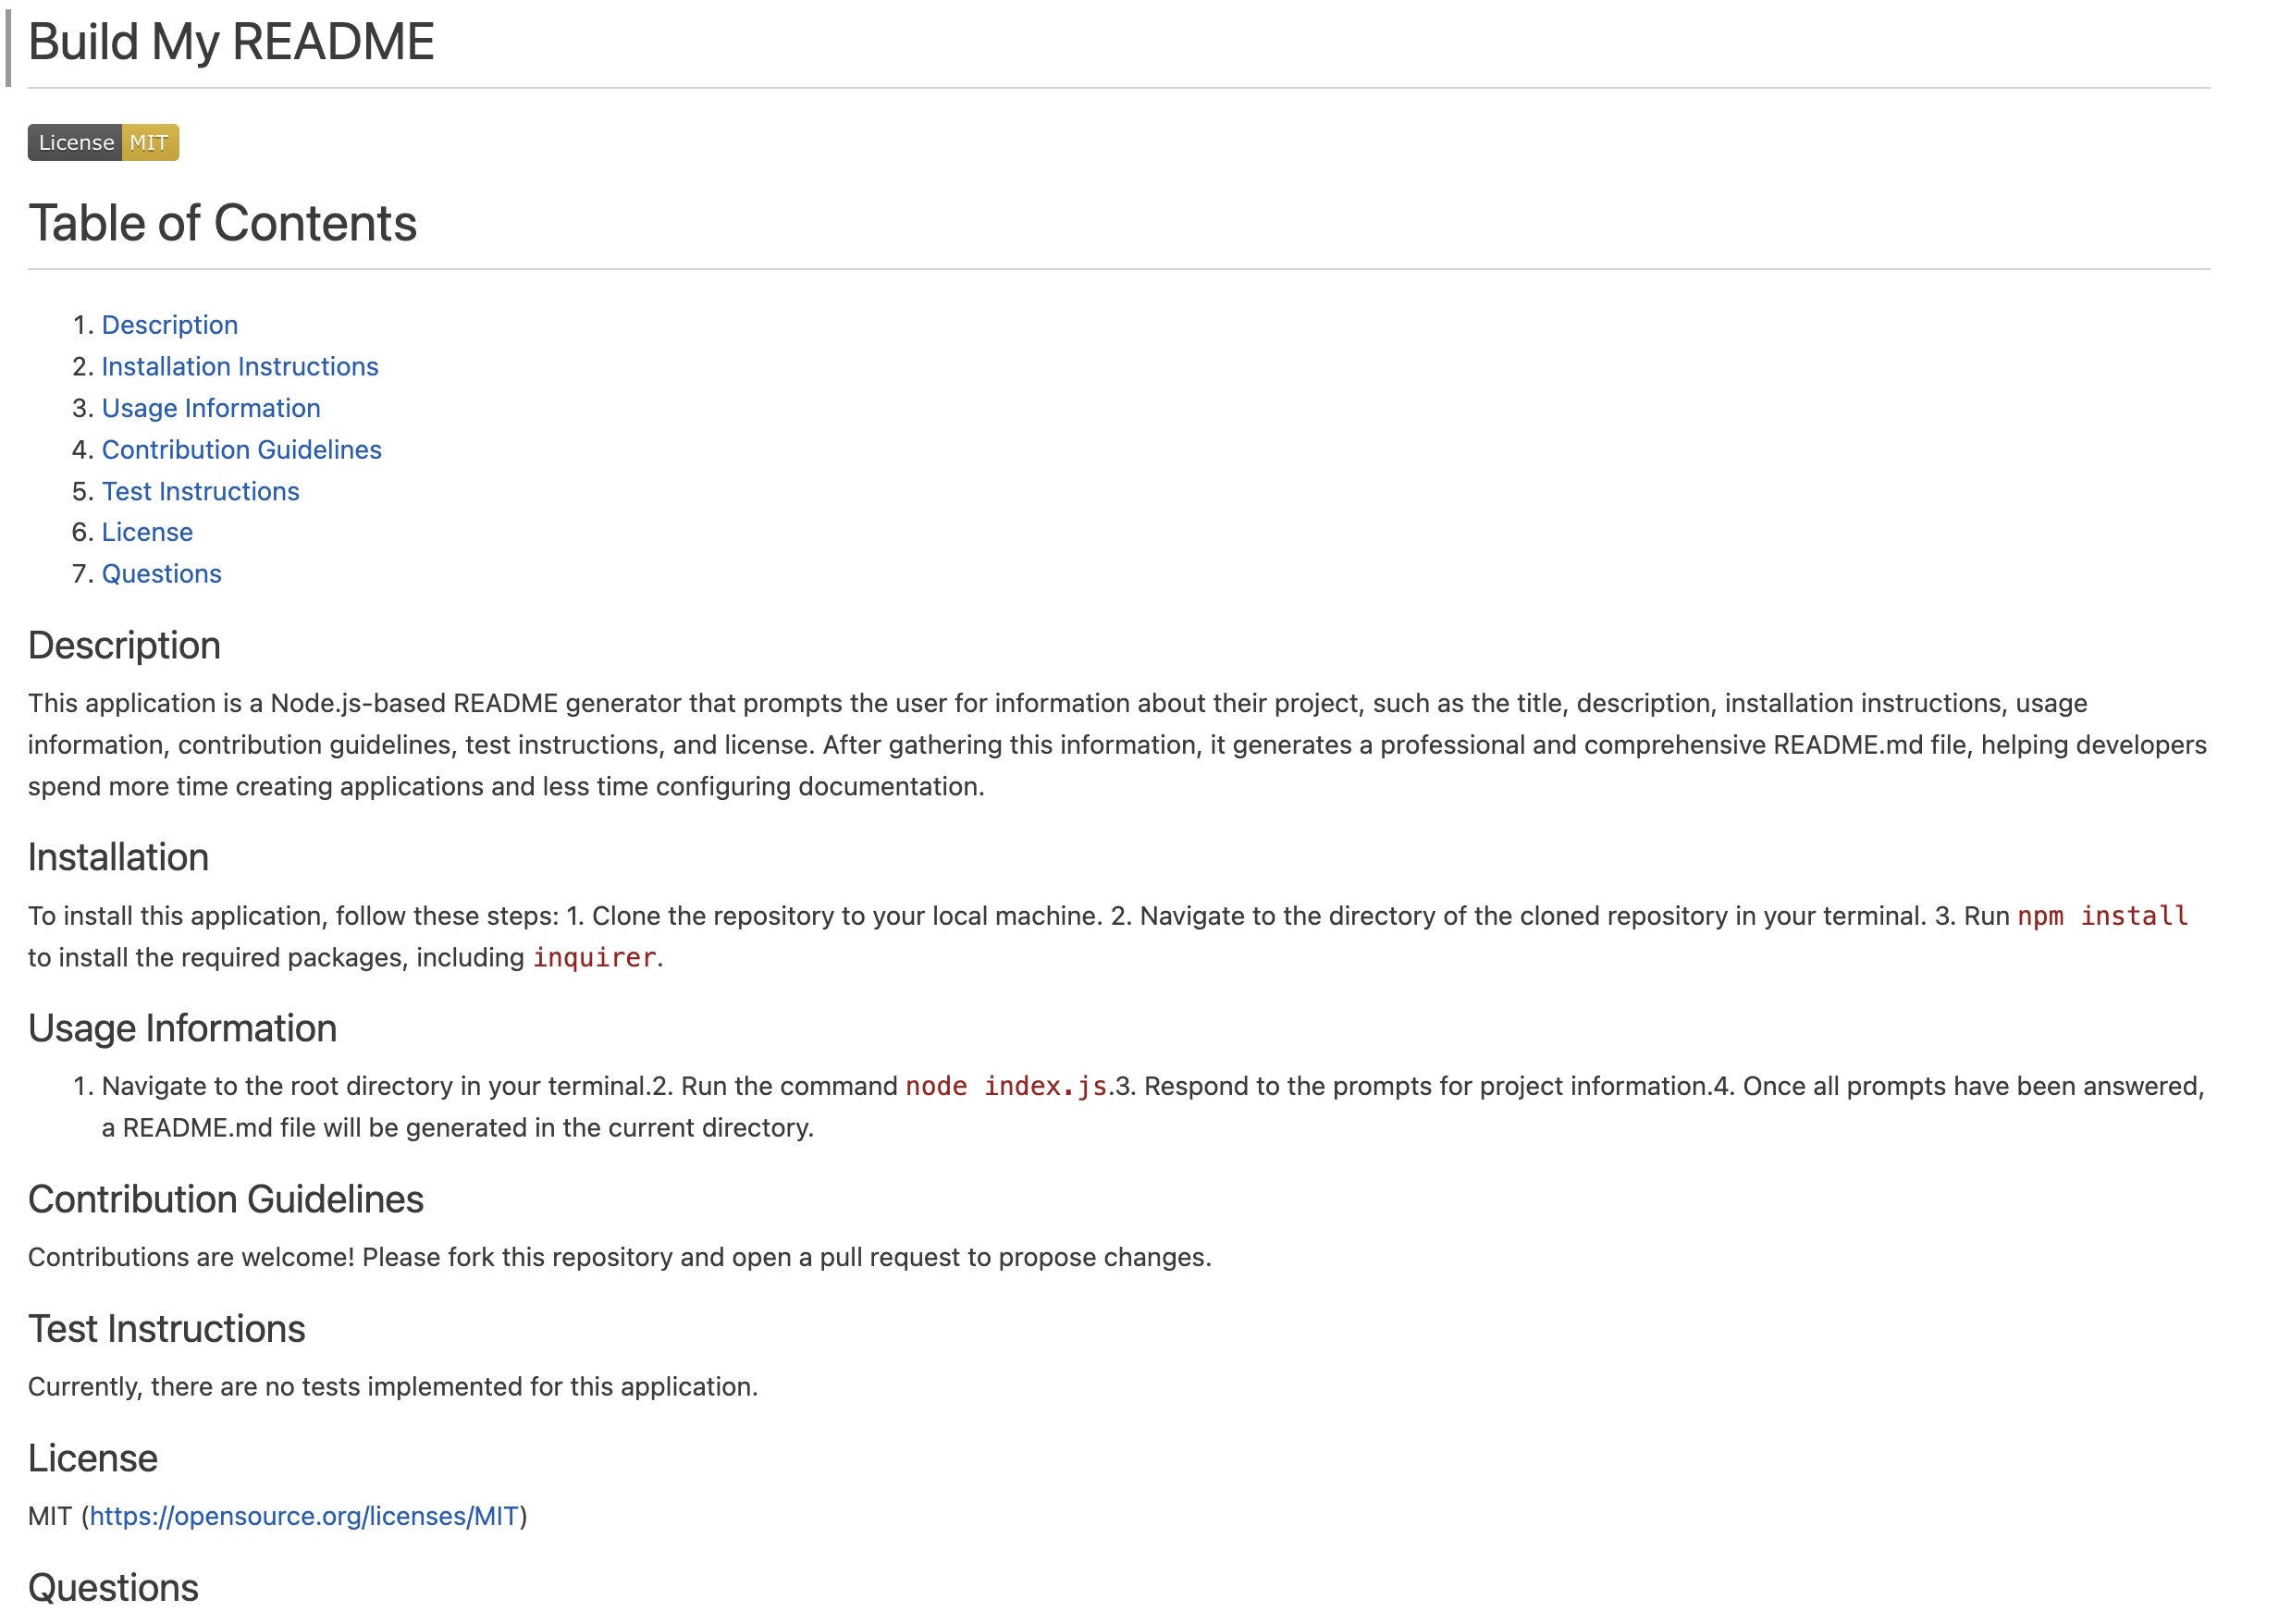 Build My README
License MIT
Table of Contents
1. Description
2. Installation Instructions
3. Usage Information
4. Contribution Guidelines
5. Test Instructions
6. License
7. Questions
Description
This application is a Node.js-based README generator that prompts the user for information about their project, such as the title, description, installation instructions, usage
information, contribution guidelines, test instructions, and license. After gathering this information, it generates a professional and comprehensive README.md file, helping developers
spend more time creating applications and less time configuring documentation.
Installation
To install this application, follow these steps: 1. Clone the repository to your local machine. 2. Navigate to the directory of the cloned repository in your terminal. 3. Run npm install
to install the required packages, including inquirer.
Usage Information
1. Navigate to the root directory in your terminal.2. Run the command node index.js.3. Respond to the prompts for project information.4. Once all prompts have been answered,
a README.md file will be generated in the current directory.
Contribution Guidelines
Contributions are welcome! Please fork this repository and open a pull request to propose changes.
Test Instructions
Currently, there are no tests implemented for this application.
License
MIT (https://opensource.org/licenses/MIT)
Questions